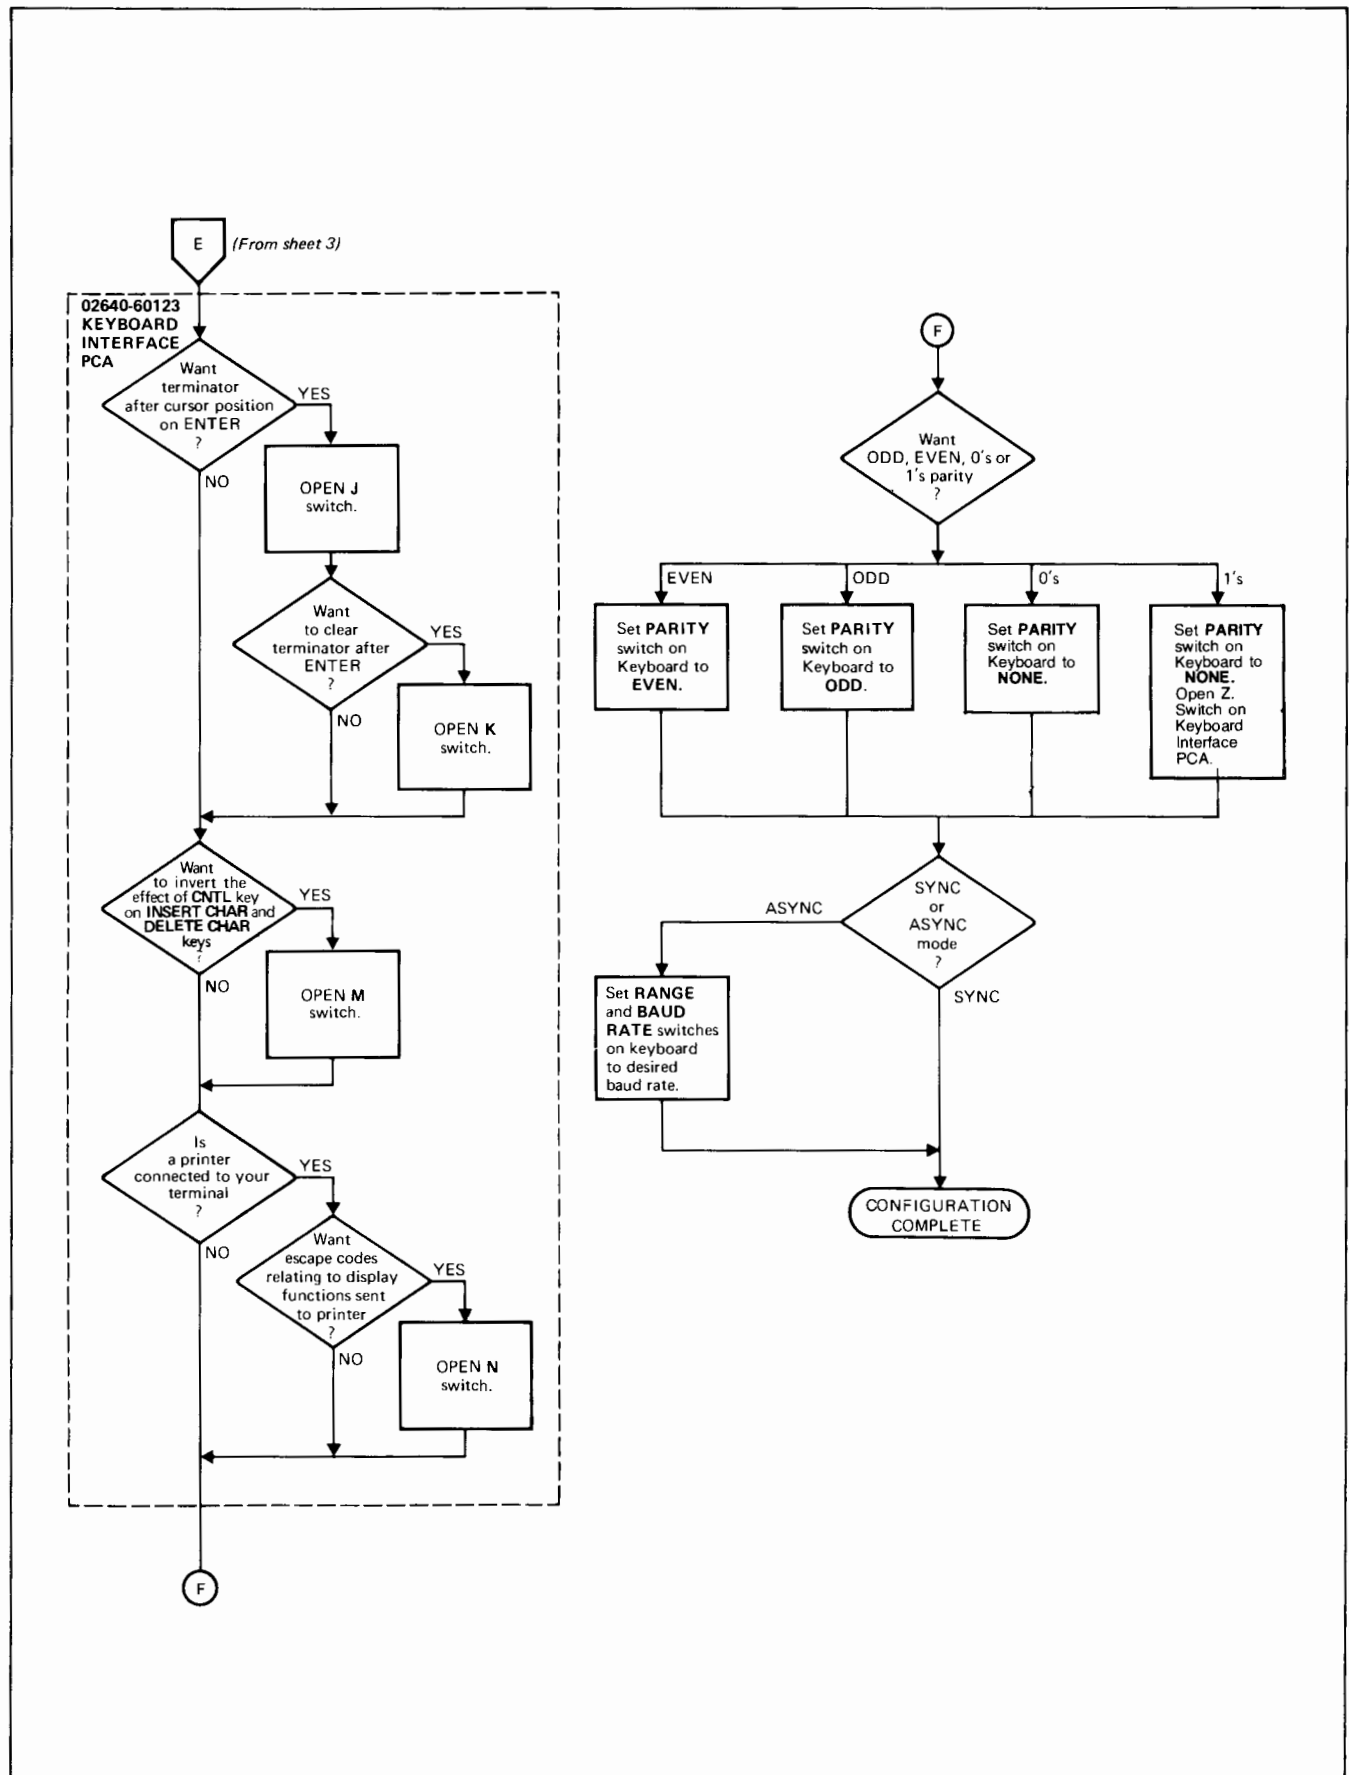 E (From sheet 3)
02640-60123
KEYBOARD
INTERFACE
PCA
Want
terminator
after cursor position
on ENTER
?
YES
NO
OPEN J
switch.
Want
to clear
terminator after
ENTER
?
YES
NO
OPEN K
switch.
Want
to invert the
effect of CNTL key
on INSERT CHAR and
DELETE CHAR
keys
?
YES
NO
OPEN M
switch.
Is
a printer
connected to your
terminal
?
YES
NO
Want
escape codes
relating to display
functions sent
to printer
?
YES
NO
OPEN N
switch.
F
F
Want
ODD, EVEN, 0's or
1's parity
?
EVEN
ODD
0's
1's
Set PARITY
switch on
Keyboard to
EVEN.
Set PARITY
switch on
Keyboard to
ODD.
Set PARITY
switch on
Keyboard to
NONE.
Set PARITY
switch on
Keyboard to
NONE.
Open Z.
Switch on
Keyboard
Interface
PCA.
SYNC
or
ASYNC
mode
?
ASYNC
SYNC
Set RANGE
and BAUD
RATE switches
on keyboard
to desired
baud rate.
CONFIGURATION
COMPLETE